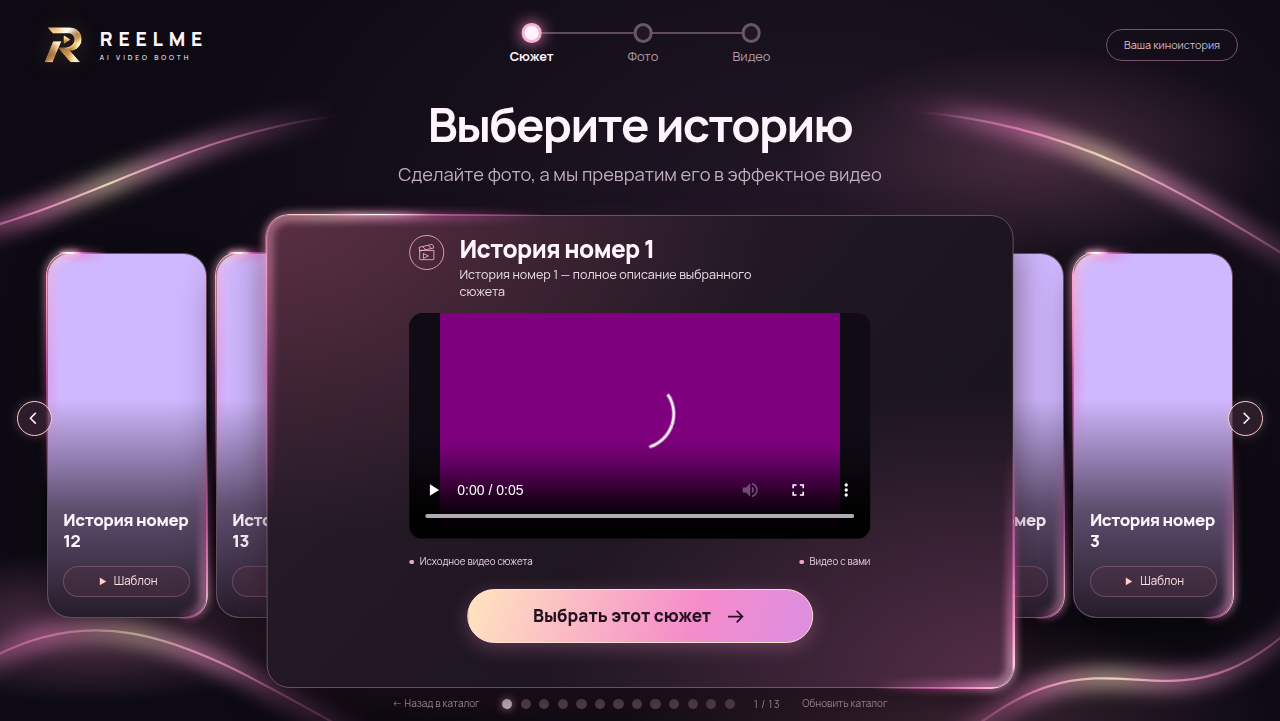 REELME
AI VIDEO BOOTH
Сюжет
Фото
Видео
Ваша киноистория
Выберите историю
Сделайте фото, а мы превратим его в эффектное видео
История номер 1
История номер 1 — полное описание выбранного
сюжета
0:00 / 0:05
История номер
12
Шаблон
13
История номер
3
Шаблон
Исходное видео сюжета
Видео с вами
Выбрать этот сюжет →
← Назад в каталог
1 / 13
Обновить каталог